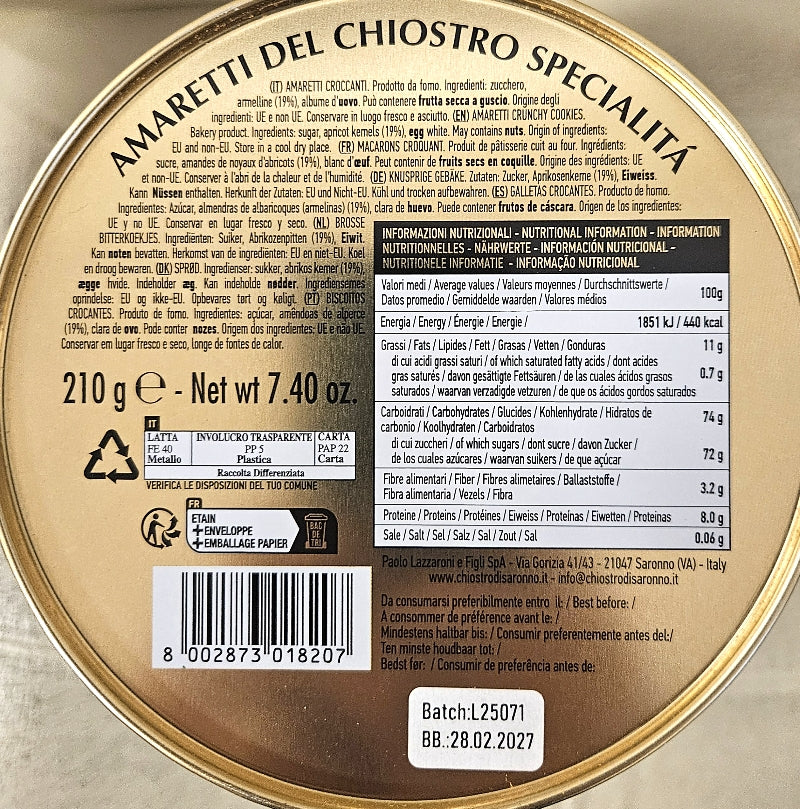 AMARETTI DEL CHIOSTRO SPECIALITÁ
(IT) AMARETTI CROCCANTI. Prodotto da forno. Ingredienti: zucchero,
armelline (19%), albume d'uovo. Può contenere frutta secca a guscio. Origine degli
ingredienti: UE e non UE. Conservare in luogo fresco e asciutto. (EN) AMARETTI CRUNCHY COOKIES.
Bakery product. Ingredients: sugar, apricot kernels (19%), egg white. May contains nuts. Origin of ingredients:
EU and non-EU. Store in a cool dry place. (FR) MACARONS CROQUANT. Produit de pâtisserie cuit au four. Ingrédients:
sucre, amandes de noyaux d'abricots (19%), blanc d'œuf. Peut contenir de fruits secs en coquille. Origine des ingrédients: UE
et non-UE. Conserver à l'abri de la chaleur et de l'humidité. (DE) KNUSPRIGE GEBÄKE. Zutaten: Zucker, Aprikosenkerne (19%), Eiweiss.
Kann Nüssen enthalten. Herkunft der Zutaten: EU und Nicht-EU. Kühl und trocken aufbewahren. (ES) GALLETAS CROCANTES. Producto de horno.
Ingredientes: Azúcar, almendras de albaricoques (armelinas) (19%), clara de huevo. Puede contener frutos de cáscara. Origen de los ingredientes:
UE y no UE. Conservar en lugar fresco y seco. (NL) BROSSE
BITTERKOEKJES. Ingrediënten: Suiker, Abrikozenpitten (19%), Eiwit.
Kan noten bevatten. Herkomst van de ingrediënten: EU en niet-EU. Koel
en droog bewaren. (DK) SPRØD. Ingredienser: sukker, abrikos kerner (19%),
ægge hvide. Indeholder æg. Kan indeholde nødder. Ingrediensernes
oprindelse: EU og ikke-EU. Opbevares tørt og køligt. (PT) BISCOITOS
CROCANTES. Produto de forno. Ingredientes: açúcar, amêndoas de alperce
(19%), clara de ovo. Pode conter nozes. Origem dos ingredientes: UE e não UE.
Conservar em lugar fresco e seco, longe de fontes de calor.
210 g ℮ - Net wt 7.40 oz.
IT
LATTA INVOLUCRO TRASPARENTE CARTA
FE 40 PP 5 PAP 22
Metallo Plastica Carta
Raccolta Differenziata
VERIFICA LE DISPOSIZIONI DEL TUO COMUNE
FR
ETAIN
+ENVELOPPE
+EMBALLAGE PAPIER
BAC
DE
TRI
8 002873 018207
INFORMAZIONI NUTRIZIONALI - NUTRITIONAL INFORMATION - INFORMATION
NUTRITIONNELLES - NÄHRWERTE - INFORMACIÓN NUTRICIONAL -
NUTRITIONELE INFORMATIE - INFORMAÇÃO NUTRICIONAL
Valori medi / Average values / Valeurs moyennes / Durchschnittswerte /
Datos promedio / Gemiddelde waarden / Valores médios 100g
Energia / Energy / Énergie / Energie / 1851 kJ / 440 kcal
Grassi / Fats / Lipides / Fett / Grasas / Vetten / Gorduras 11 g
di cui acidi grassi saturi / of which saturated fatty acids / dont acides
gras saturés / davon gesättigte Fettsäuren / de las cuales ácidos grasos 0.7 g
saturados / waarvan verzadigde vetzuren / de que os ácidos gordos saturados
Carboidrati / Carbohydrates / Glucides / Kohlenhydrate / Hidratos de
carbonio / Koolhydraten / Carboidratos 74 g
di cui zuccheri / of which sugars / dont sucre / davon Zucker /
de los cuales azúcares / waarvan suikers / de que açúcar 72 g
Fibre alimentari / Fiber / Fibres alimetaires / Ballaststoffe /
Fibra alimentaria / Vezels / Fibra 3.2 g
Proteine / Proteins / Protéines / Eiweiss / Proteínas / Eiwetten / Proteinas 8.0 g
Sale / Salt / Sel / Salz / Sal / Zout / Sal 0.06 g
Paolo Lazzaroni e Figli SpA - Via Gorizia 41/43 - 21047 Saronno (VA) - Italy
www.chiostrodisaronno.it - info@chiostrodisaronno.it
Da consumarsi preferibilmente entro il: / Best before: /
A consommer de préférence avant le: /
Mindestens haltbar bis: / Consumir preferentemente antes del:/
Ten minste houdbaar tot: /
Bedst før: / Consumir de preferência antes de:
Batch:L25071
BB.:28.02.2027